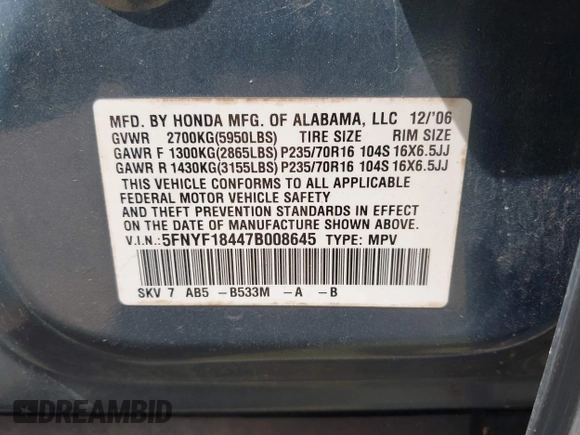 MFD. BY HONDA MFG. OF ALABAMA, LLC 12/'06
GVWR 2700KG(5950LBS) TIRE SIZE RIM SIZE
GAWR F 1300KG(2865LBS) P235/70R16 104S 16X6.5JJ
GAWR R 1430KG(3155LBS) P235/70R16 104S 16X6.5JJ
THIS VEHICLE CONFORMS TO ALL APPLICABLE
FEDERAL MOTOR VEHICLE SAFETY
AND THEFT PREVENTION STANDARDS IN EFFECT
ON THE DATE OF MANUFACTURE SHOWN ABOVE.
V.I.N.: 5FNYF18447B008645 TYPE: MPV
SKV 7 AB5 -B533M -A -B
DREAMBID